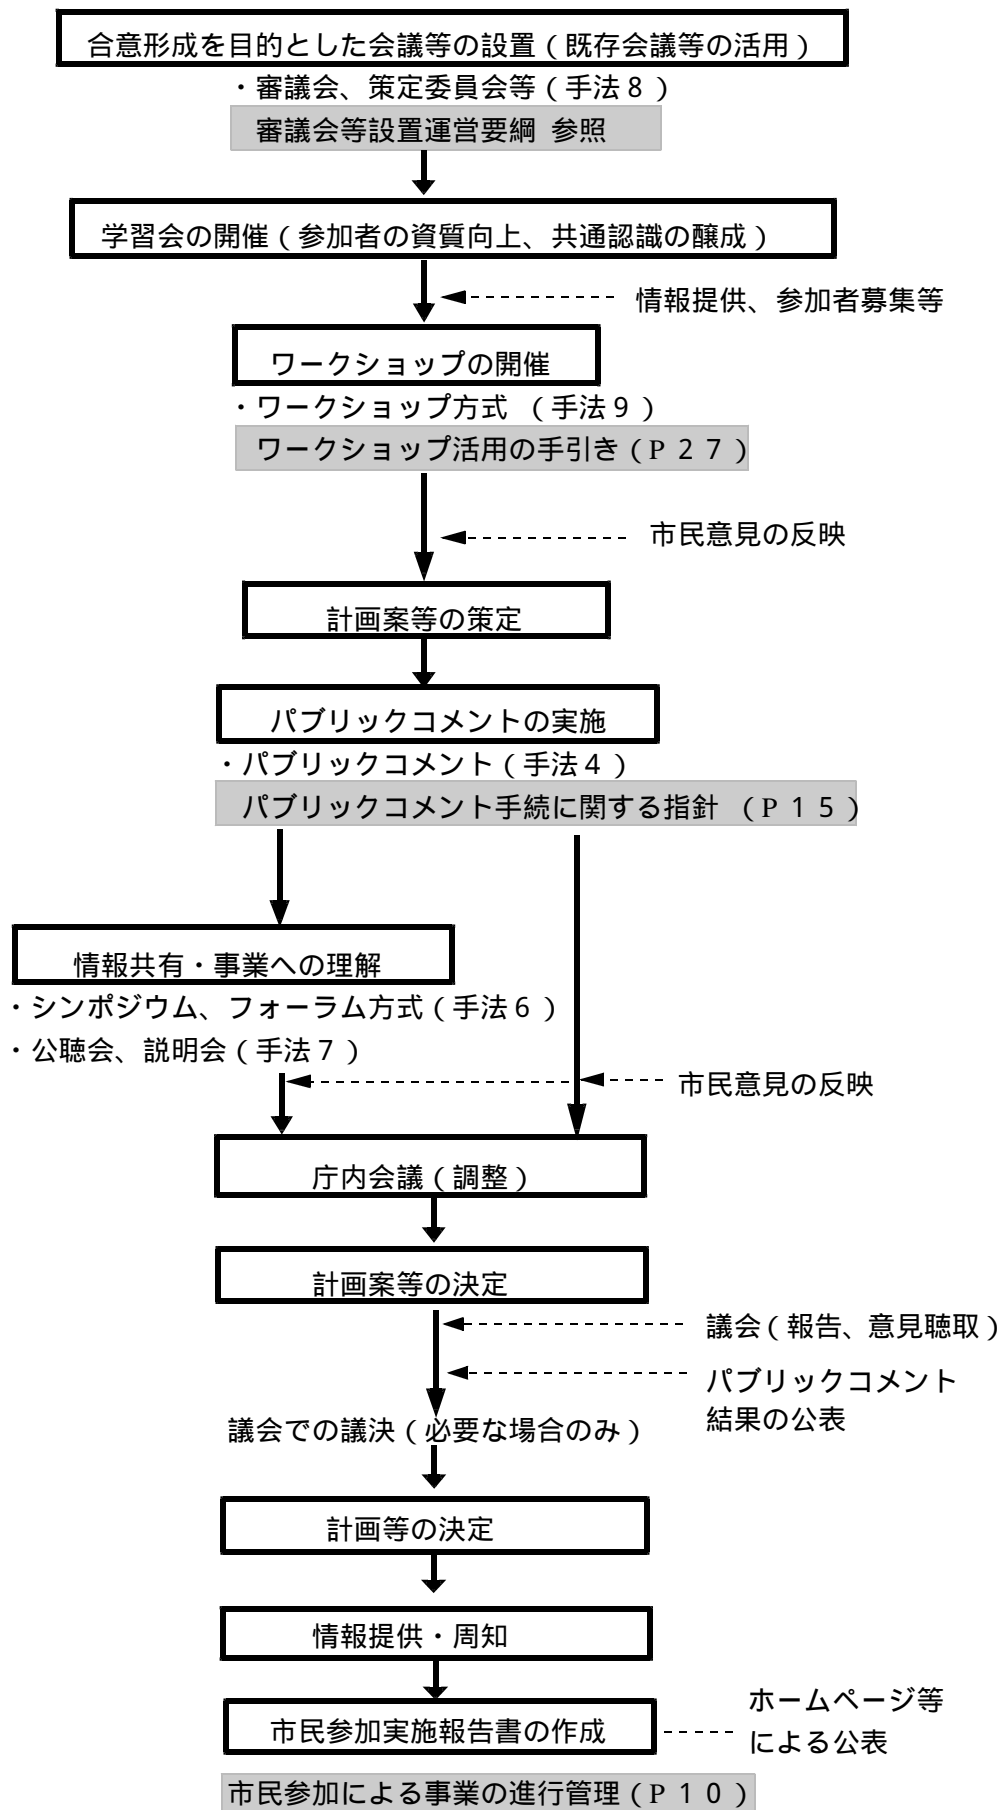 合意形成を目的とした会議等の設置(既存会議等の活用)
・審議会、策定委員会等(手法8)
審議会等設置運営要綱 参照
学習会の開催(参加者の資質向上、共通認識の醸成)
情報提供、参加者募集等
ワークショップの開催
・ワークショップ方式 (手法9)
ワークショップ活用の手引き(P27)
市民意見の反映
計画案等の策定
パブリックコメントの実施
・パブリックコメント(手法4)
パブリックコメント手続に関する指針 (P15)
情報共有・事業への理解
・シンポジウム、フォーラム方式(手法6)
・公聴会、説明会(手法7)
市民意見の反映
庁内会議(調整)
計画案等の決定
議会(報告、意見聴取)
パブリックコメント
結果の公表
議会での議決(必要な場合のみ)
計画等の決定
情報提供・周知
市民参加実施報告書の作成
ホームページ等
による公表
市民参加による事業の進行管理(P10)